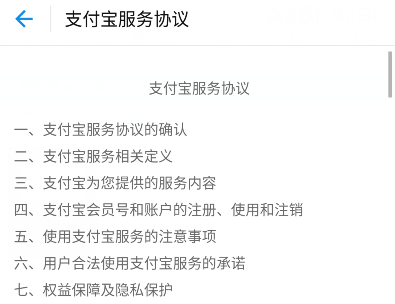 支付宝服务协议
支付宝服务协议
一、支付宝服务协议的确认
二、支付宝服务相关定义
三、支付宝为您提供的服务内容
四、支付宝会员号和账户的注册、使用和注销
五、使用支付宝服务的注意事项
六、用户合法使用支付宝服务的承诺
七、权益保障及隐私保护